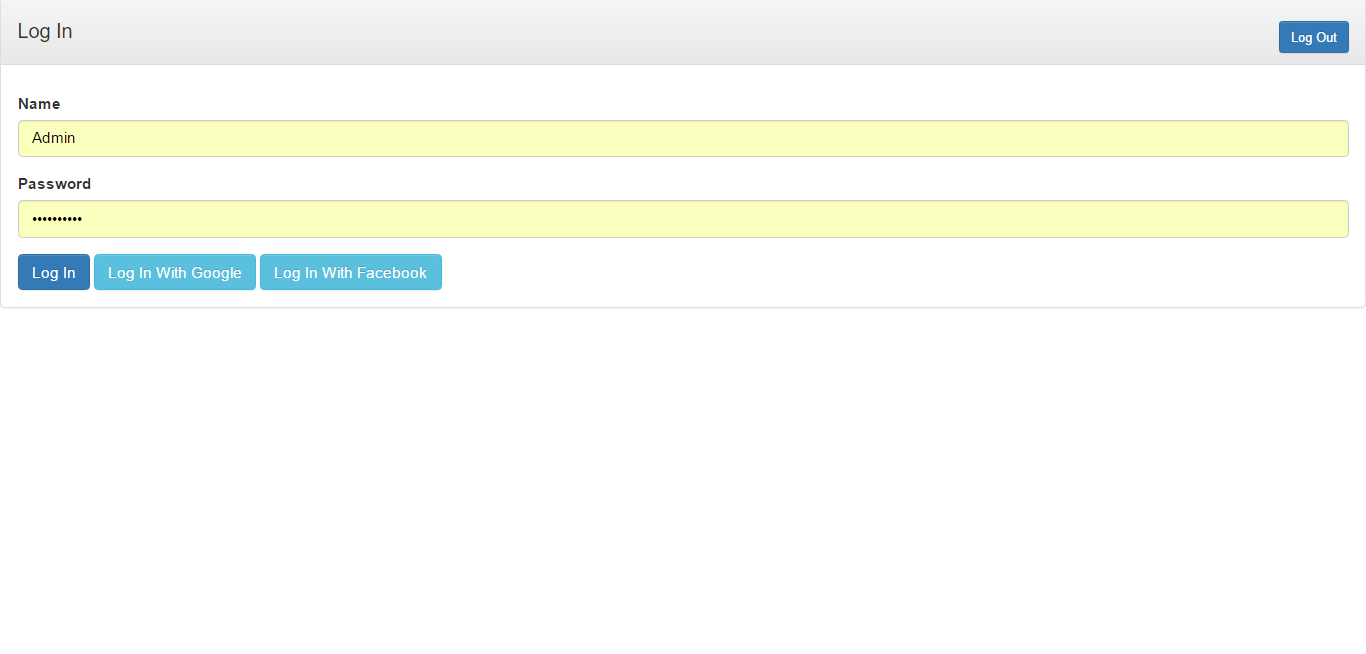 Log In
Log Out
Name
Admin
Password
••••••••••
Log In Log In With Google Log In With Facebook